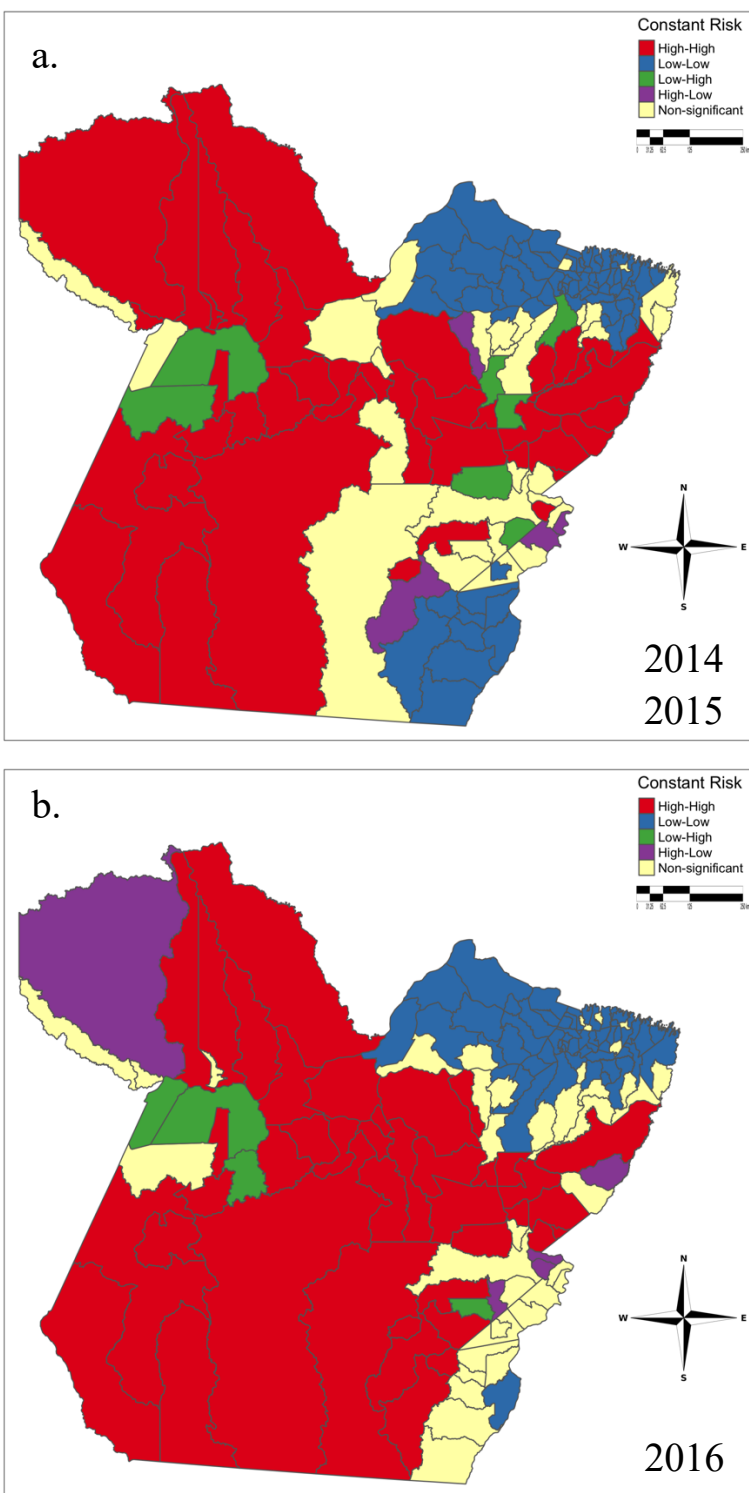 a.
Constant Risk
High-High
Low-Low
Low-High
High-Low
Non-significant
N
W
E
S
2014
2015
b.
Constant Risk
High-High
Low-Low
Low-High
High-Low
Non-significant
N
W
E
S
2016